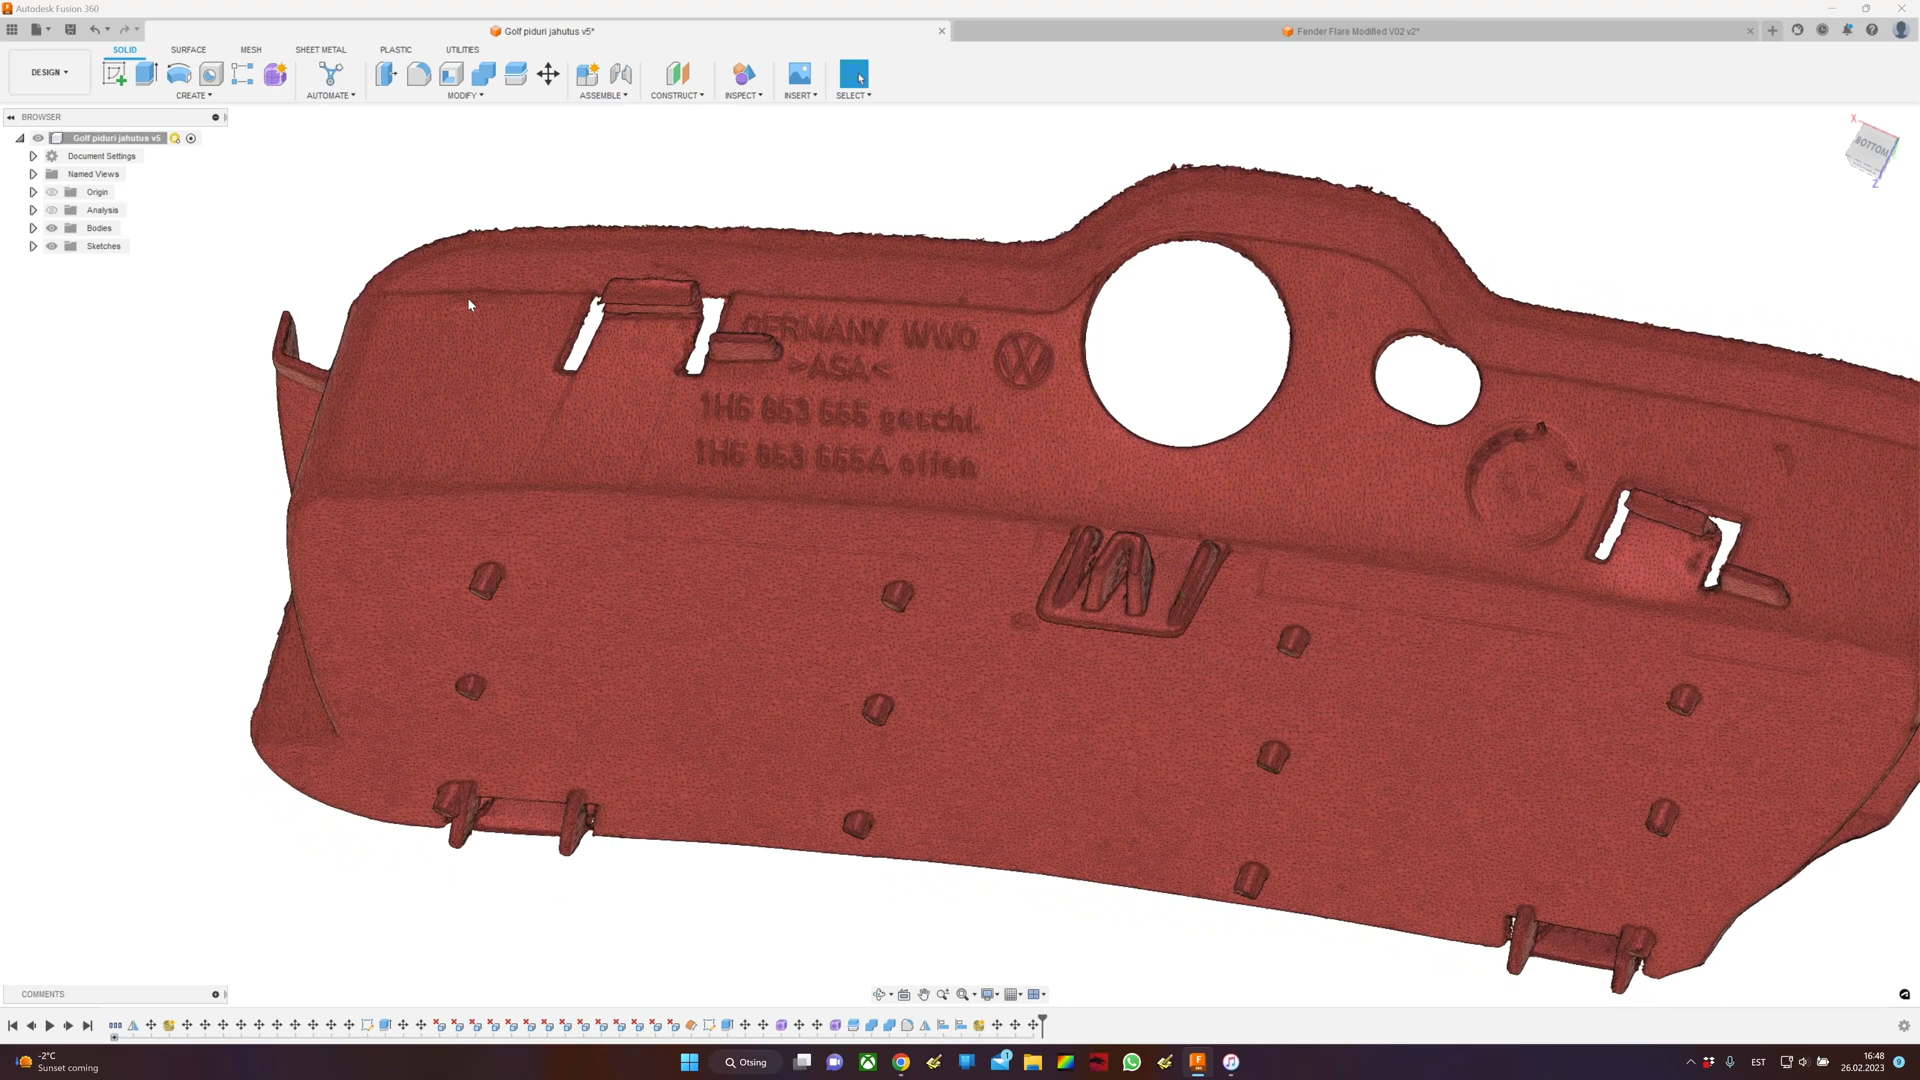 Autodesk Fusion 360
Golf piduri jahutus v5*
Fender Flare Modified V02 v2*
SOLID
SURFACE
MESH
SHEET METAL
PLASTIC
UTILITIES
DESIGN
CREATE
AUTOMATE
MODIFY
ASSEMBLE
CONSTRUCT
INSPECT
INSERT
SELECT
BROWSER
Golf piduri jahutus v5
Document Settings
Named Views
Origin
Analysis
Bodies
Sketches
X
BOTTOM
Z
GERMANY WWO
>ASA<
1H6 853 665 geschl.
1H6 853 665A offen
COMMENTS
-2°C
Sunset coming
Otsing
1
EST
16:48
26.02.2023
9